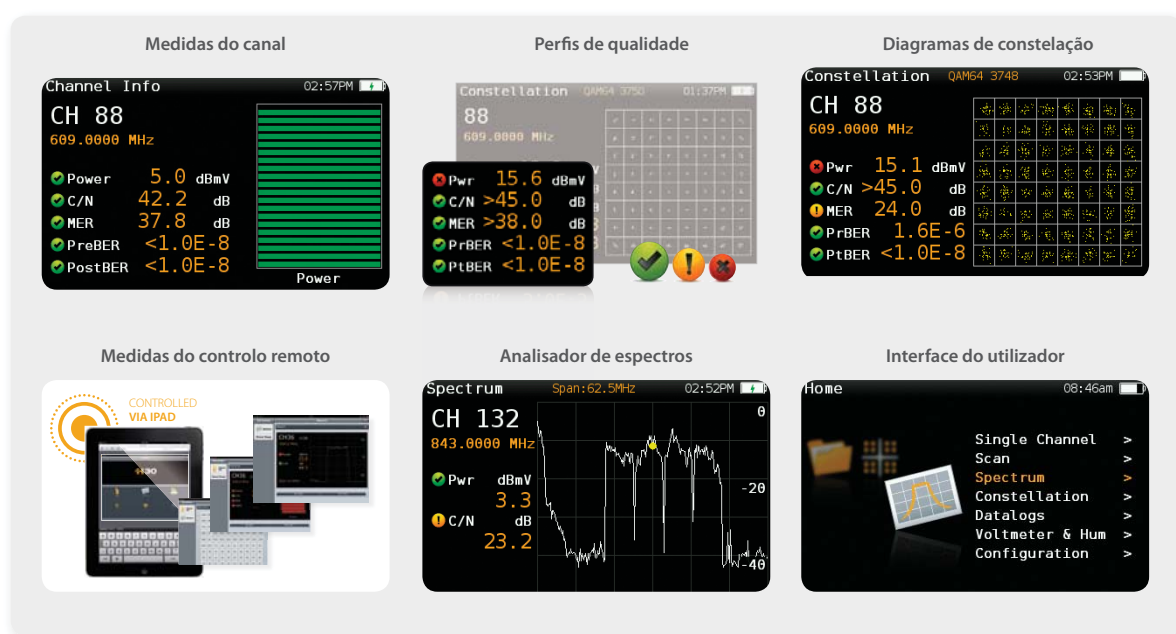 Medidas do canal
Channel Info 02:57PM
CH 88
609.0000 MHz
Power 5.0 dBmV
C/N 42.2 dB
MER 37.8 dB
PreBER <1.0E-8
PostBER <1.0E-8
Power
Perfis de qualidade
Constellation QAM64 3750 01:37PM
88
609.0000 MHz
Pwr 15.6 dBmV
C/N >45.0 dB
MER >38.0 dB
PrBER <1.0E-8
PtBER <1.0E-8
Diagramas de constelação
Constellation QAM64 3748 02:53PM
CH 88
609.0000 MHz
Pwr 15.1 dBmV
C/N >45.0 dB
MER 24.0 dB
PrBER 1.6E-6
PtBER <1.0E-8
Medidas do controlo remoto
CONTROLLED
VIA IPAD
Analisador de espectros
Spectrum Span:62.5MHz 02:52PM
CH 132
843.0000 MHz
Pwr dBmV
3.3
C/N dB
23.2
0
-20
-40
Interface do utilizador
Home 08:46am
Single Channel >
Scan >
Spectrum >
Constellation >
Datalogs >
Voltmeter & Hum >
Configuration >